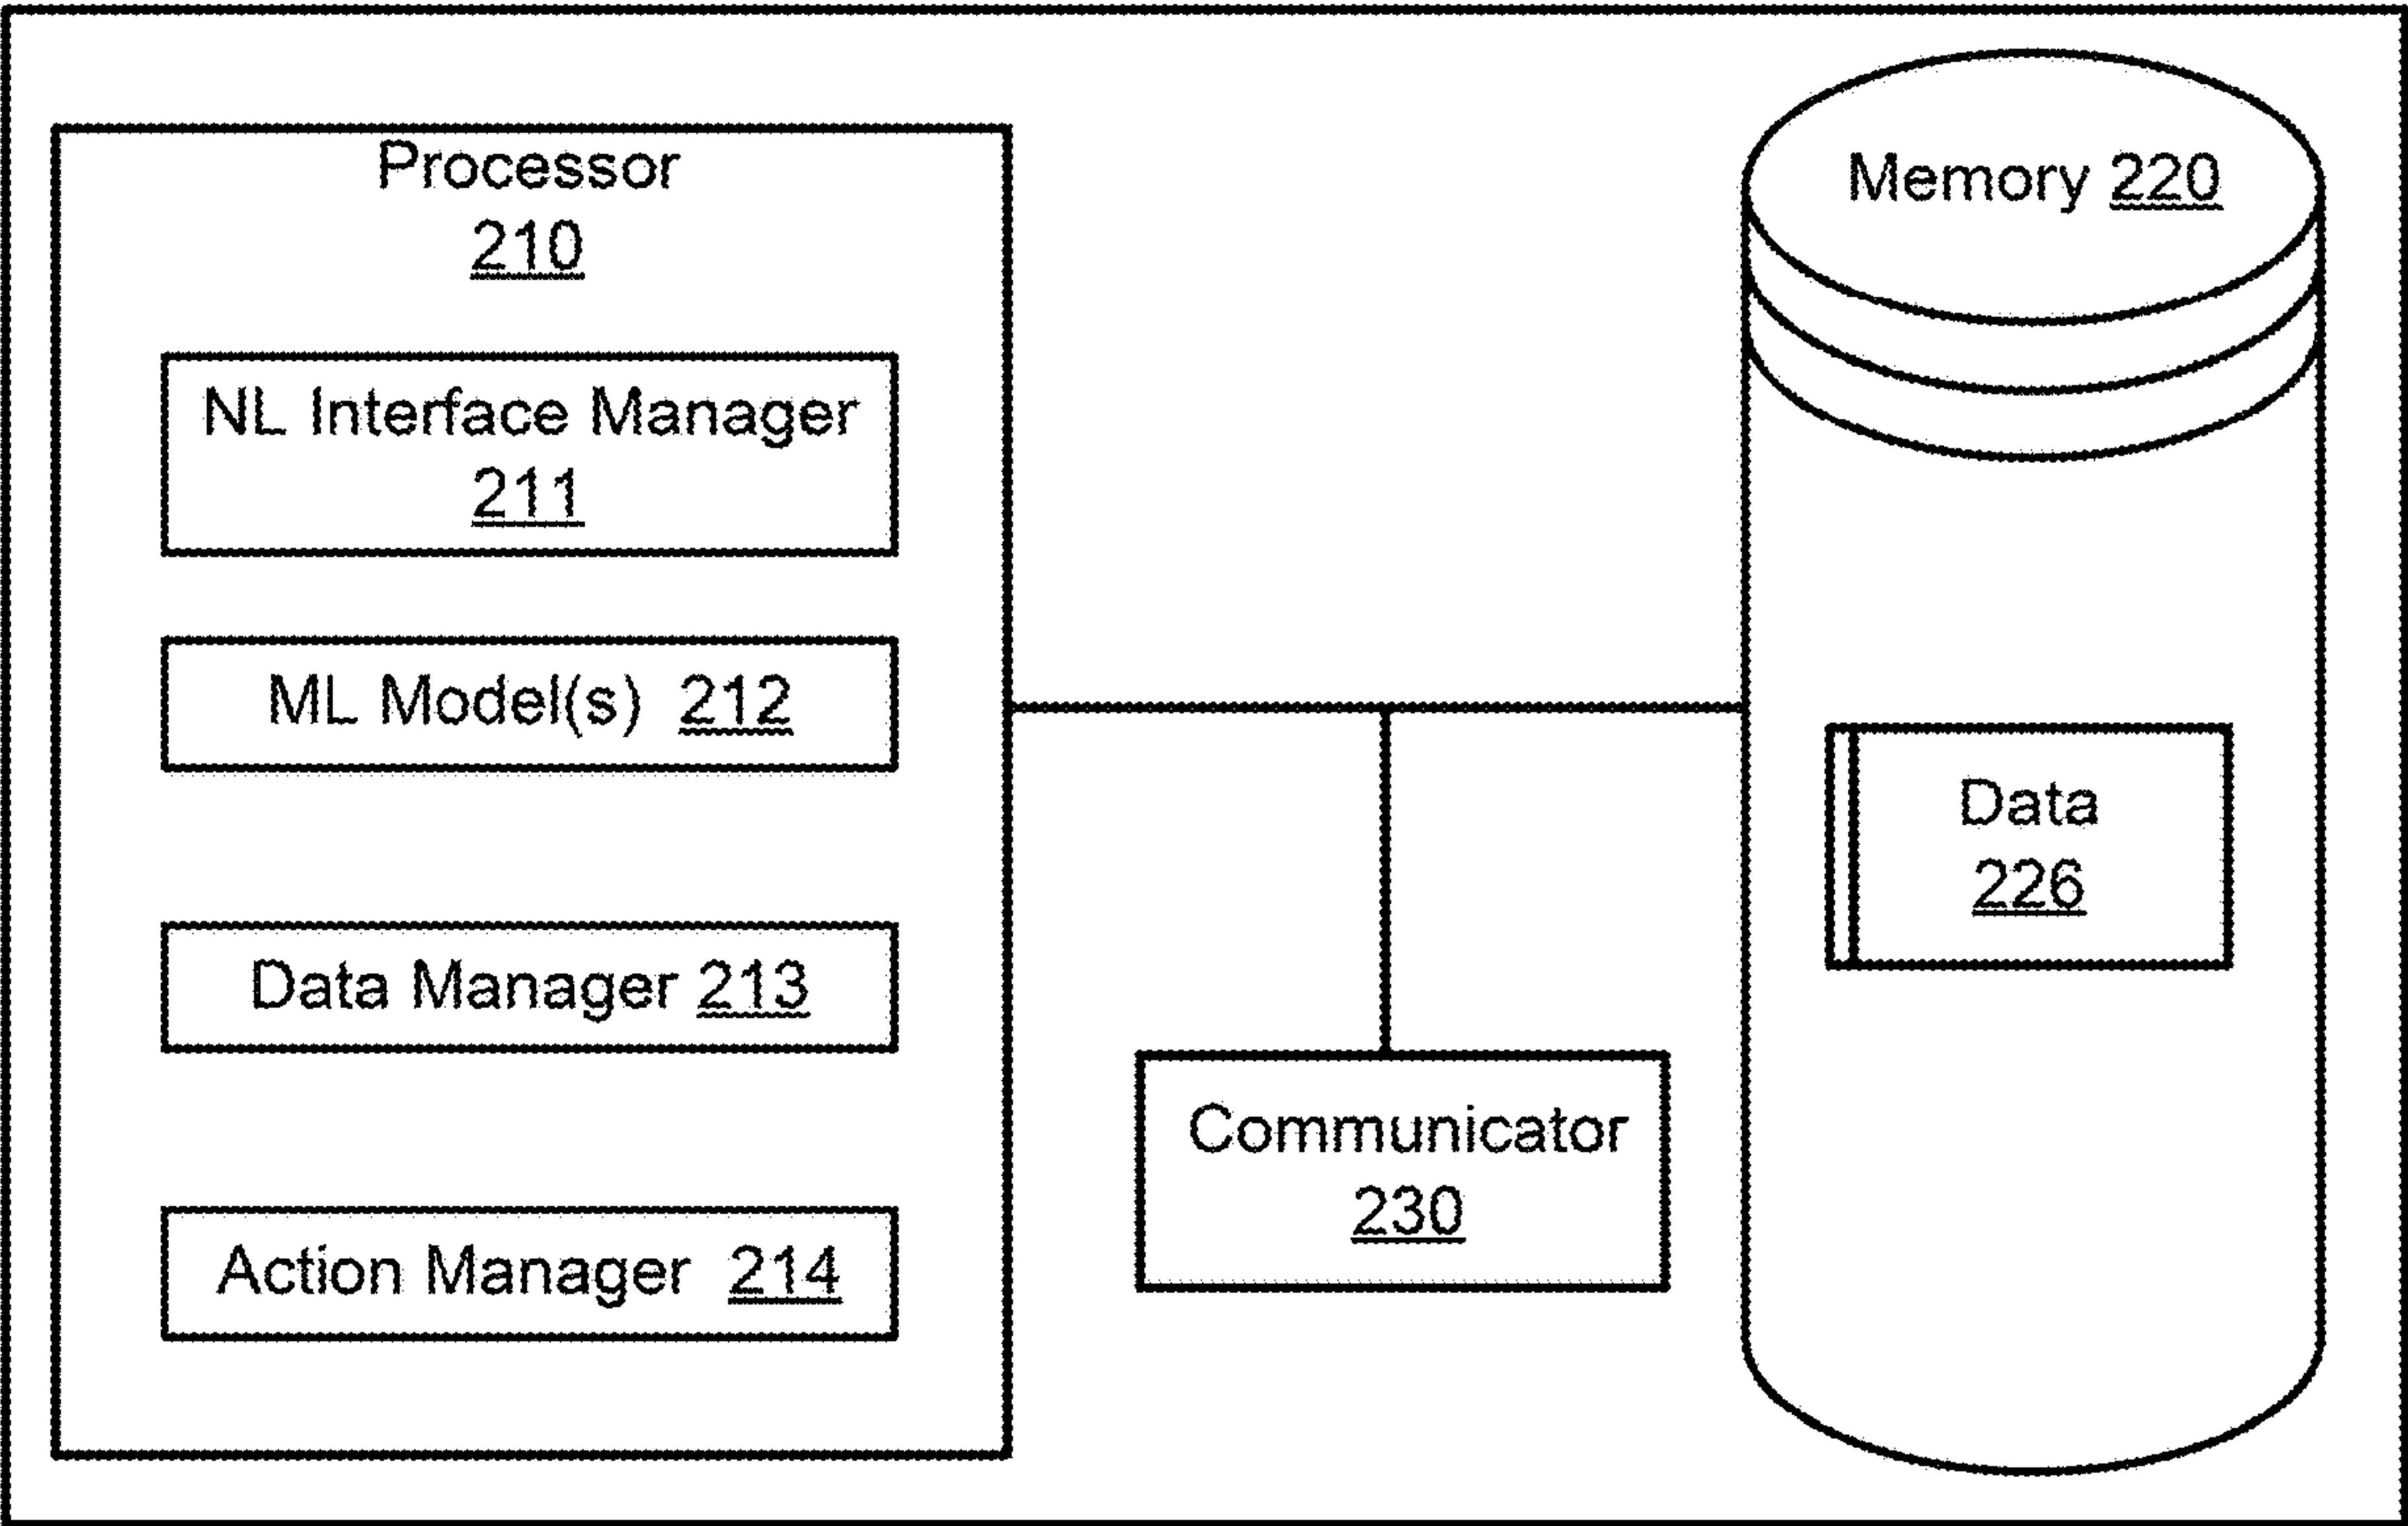 Processor
210
NL Interface Manager
211
ML Model(s) 212
Data Manager 213
Action Manager 214
Memory 220
Data
226
Communicator
230